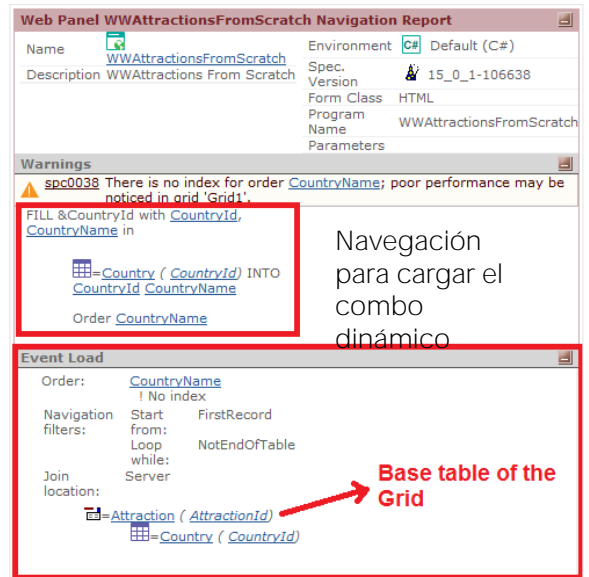 Web Panel WWAttractionsFromScratch Navigation Report
Name WWAttractionsFromScratch
Description WWAttractions From Scratch
Environment C# Default (C#)
Spec. Version 15_0_1-106638
Form Class HTML
Program Name WWAttractionsFromScratch
Parameters
Warnings
spc0038 There is no index for order CountryName; poor performance may be
noticed in grid 'Grid1'.
FILL &CountryId with CountryId,
CountryName in
=Country ( CountryId) INTO
CountryId CountryName
Order CountryName
Navegación
para cargar el
combo
dinámico
Event Load
Order: CountryName
! No index
Navigation filters: Start from: FirstRecord
Loop while: NotEndOfTable
Join location: Server
=Attraction ( AttractionId)
=Country ( CountryId)
Base table of the
Grid